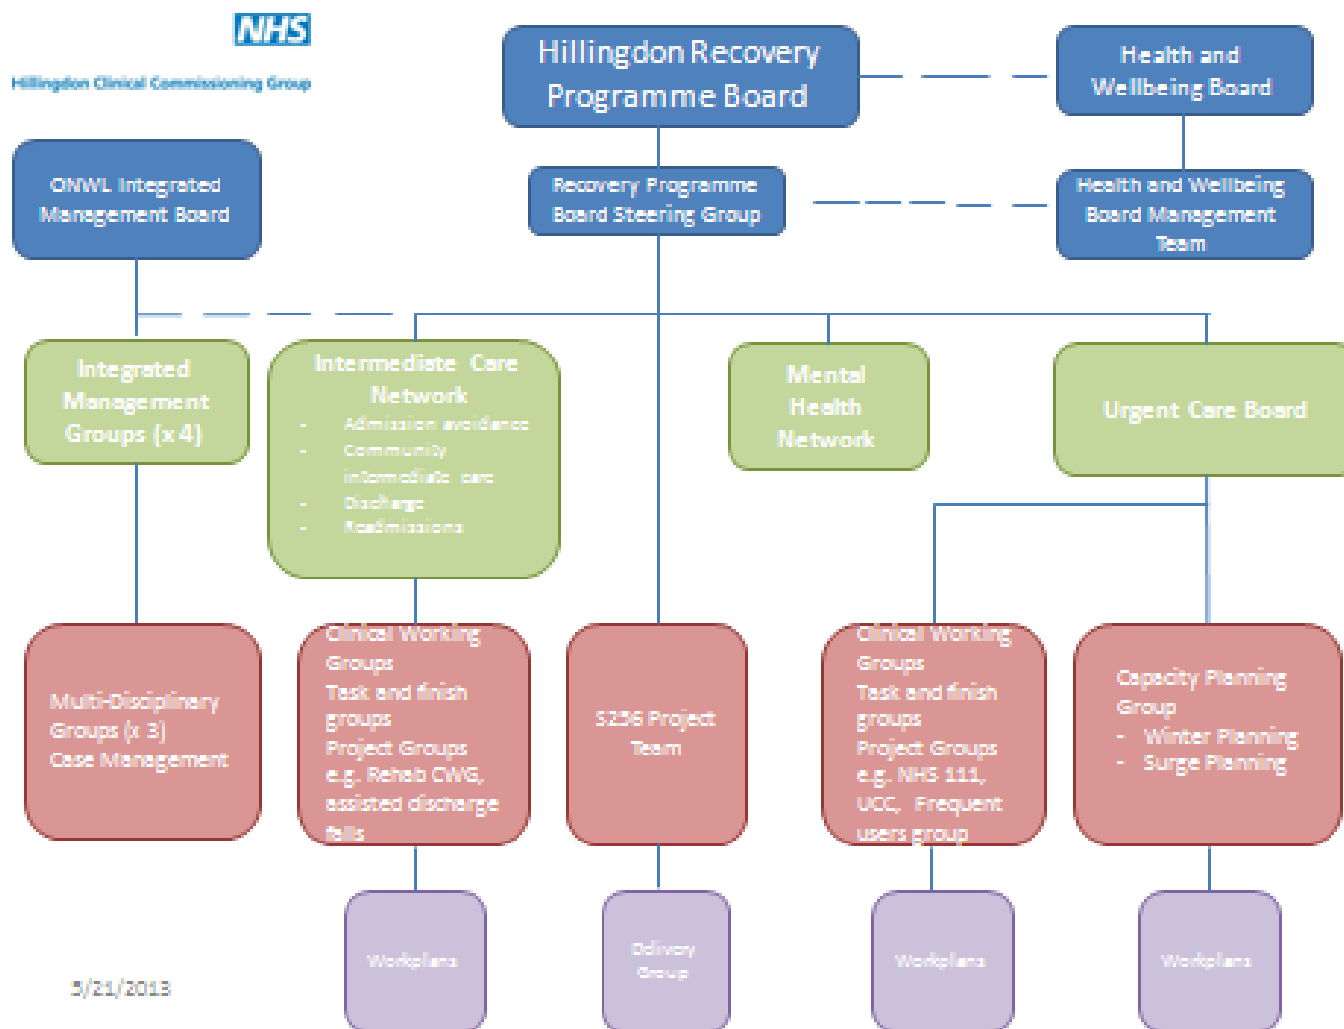 NHS
Hillingdon Clinical Commissioning Group
Hillingdon Recovery
Programme Board
Health and
Wellbeing Board
ONWL Integrated
Management Board
Recovery Programme
Board Steering Group
Health and Wellbeing
Board Management
Team
Integrated
Management
Groups (x 4)
Intermediate Care
Network
- Admission avoidance
- Community
intermediate care
- Discharge
- Readmissions
Mental
Health
Network
Urgent Care Board
Multi-Disciplinary
Groups (x 3)
Case Management
Clinical Working
Groups
Task and finish
groups
Project Groups
e.g. Rehab CWG,
assisted discharge
falls
S256 Project
Team
Clinical Working
Groups
Task and finish
groups
Project Groups
e.g. NHS 111,
UCC, Frequent
users group
Capacity Planning
Group
- Winter Planning
- Surge Planning
Workplans
Delivery
Group
Workplans
Workplans
5/21/2013